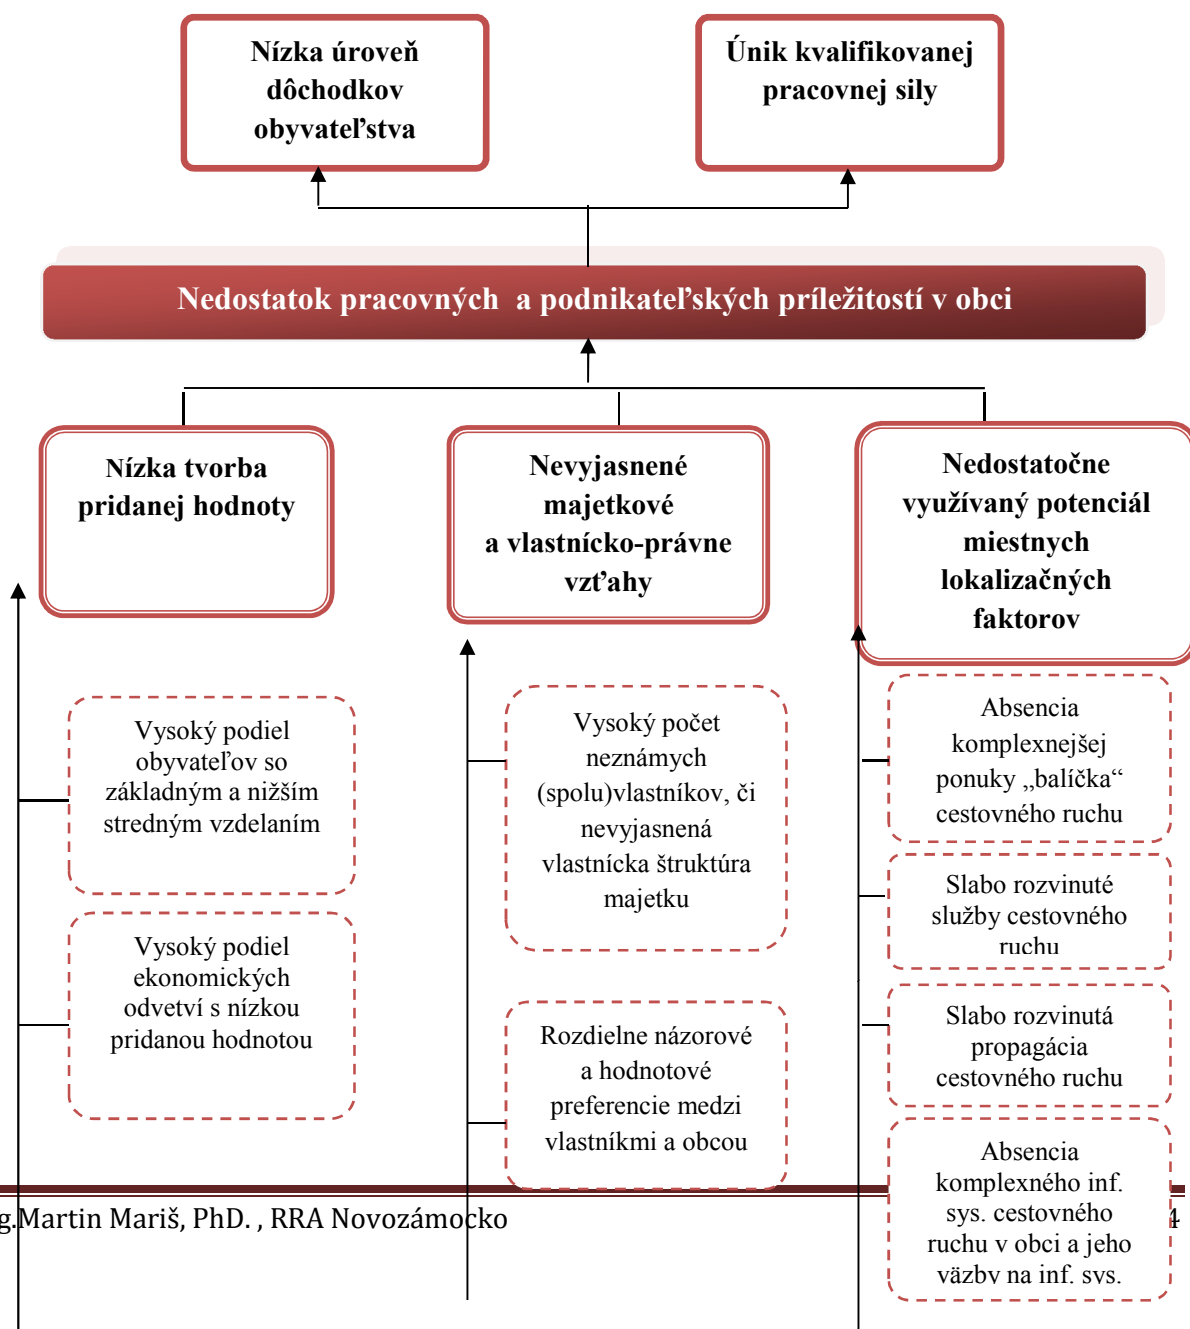 Nízka úroveň
dôchodkov
obyvateľstva
Únik kvalifikovanej
pracovnej sily
Nedostatok pracovných a podnikateľských príležitostí v obci
Nízka tvorba
pridanej hodnoty
Nevyjasnené
majetkové
a vlastnícko-právne
vzťahy
Nedostatočne
využívaný potenciál
miestnych
lokalizačných
faktorov
Vysoký podiel
obyvateľov so
základným a nižším
stredným vzdelaním
Vysoký podiel
ekonomických
odvetví s nízkou
pridanou hodnotou
Vysoký počet
neznámych
(spolu)vlastníkov, či
nevyjasnená
vlastnícka štruktúra
majetku
Rozdielne názorové
a hodnotové
preferencie medzi
vlastníkmi a obcou
Absencia
komplexnejšej
ponuky „balíčka“
cestovného ruchu
Slabo rozvinuté
služby cestovného
ruchu
Slabo rozvinutá
propagácia
cestovného ruchu
Absencia
komplexného inf.
sys. cestovného
ruchu v obci a jeho
väzby na inf. sys.
g.Martin Mariš, PhD. , RRA Novozámocko
4